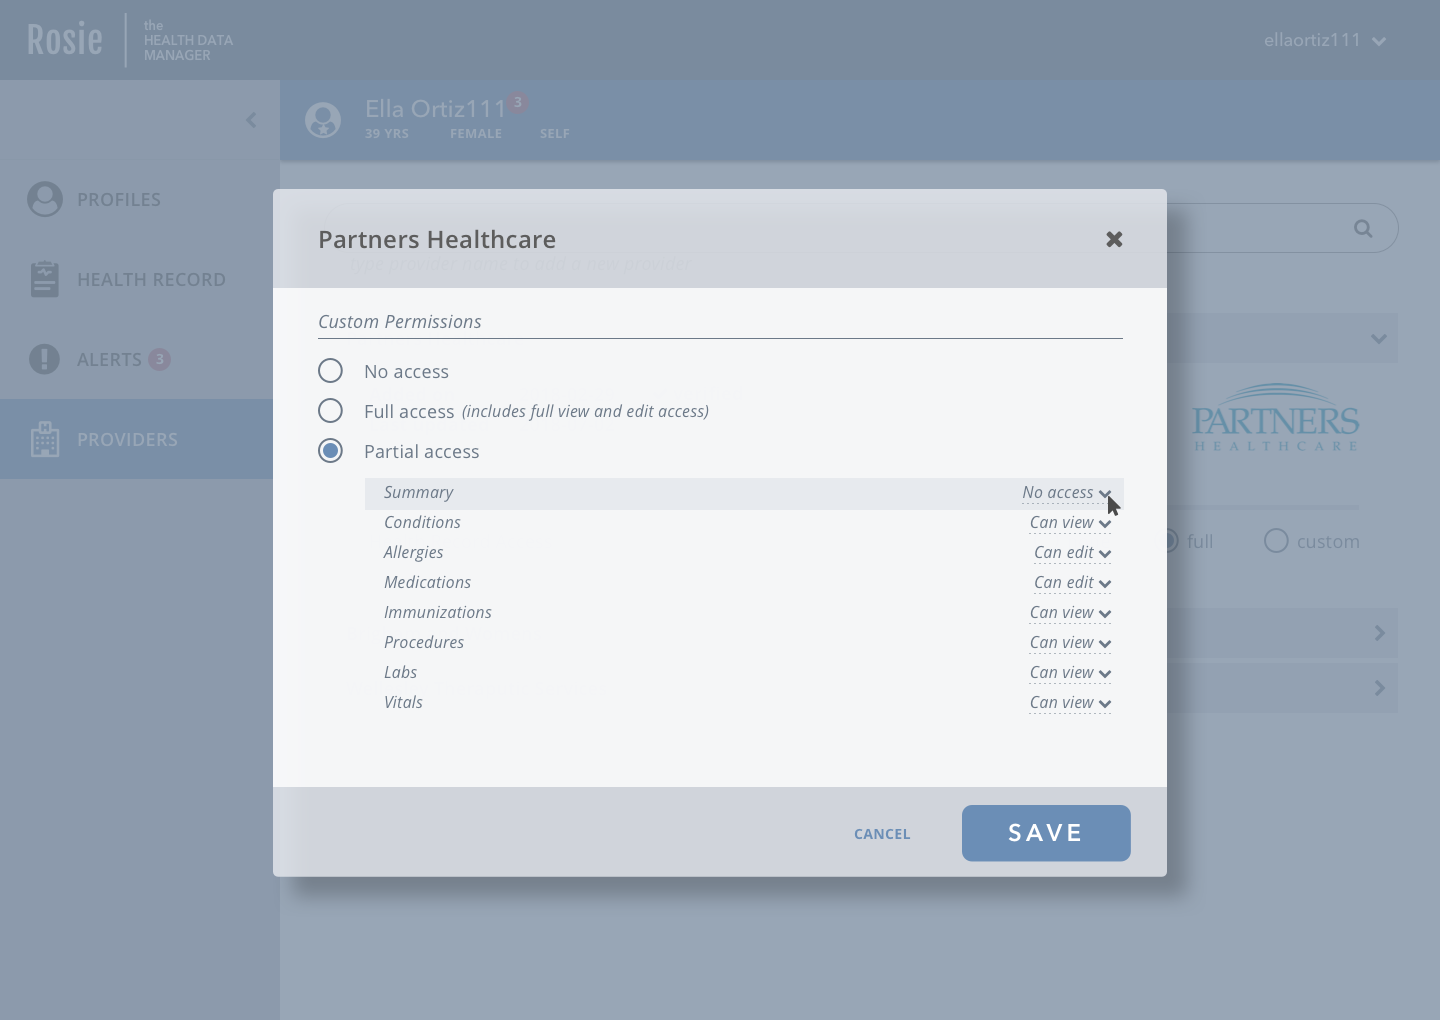 Rosie
the
HEALTH DATA
MANAGER
ellaortiz111
Ella Ortiz111 3
39 YRS FEMALE SELF
PROFILES
HEALTH RECORD
ALERTS 3
PROVIDERS
Partners Healthcare
Type provider name to add a new provider
Custom Permissions
No access
Full access (includes full view and edit access)
Partial access
Summary No access
Conditions Can view
Allergies Can edit
Medications Can edit
Immunizations Can view
Procedures Can view
Labs Can view
Vitals Can view
CANCEL SAVE
PARTNERS
HEALTHCARE
full custom